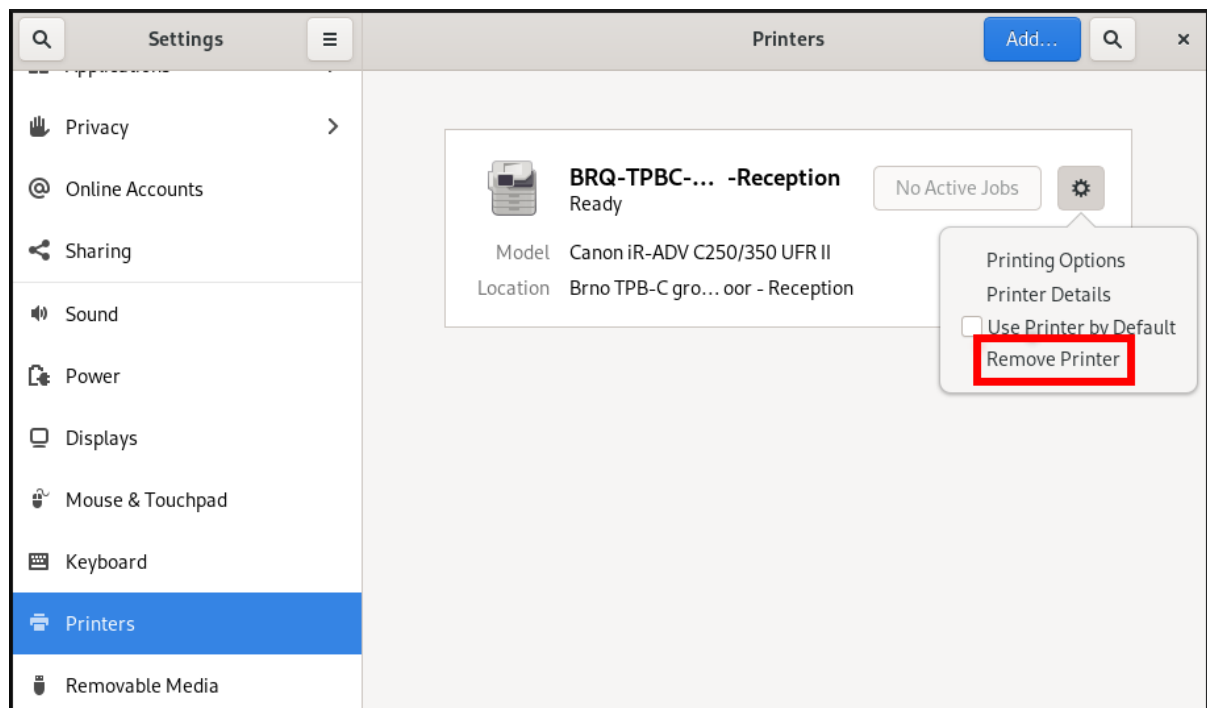 Settings
Printers
Add...
Privacy
Online Accounts
Sharing
Sound
Power
Displays
Mouse & Touchpad
Keyboard
Printers
Removable Media
BRQ-TPBC-... -Reception
Ready
No Active Jobs
Model Canon iR-ADV C250/350 UFR II
Location Brno TPB-C gro... oor - Reception
Printing Options
Printer Details
Use Printer by Default
Remove Printer